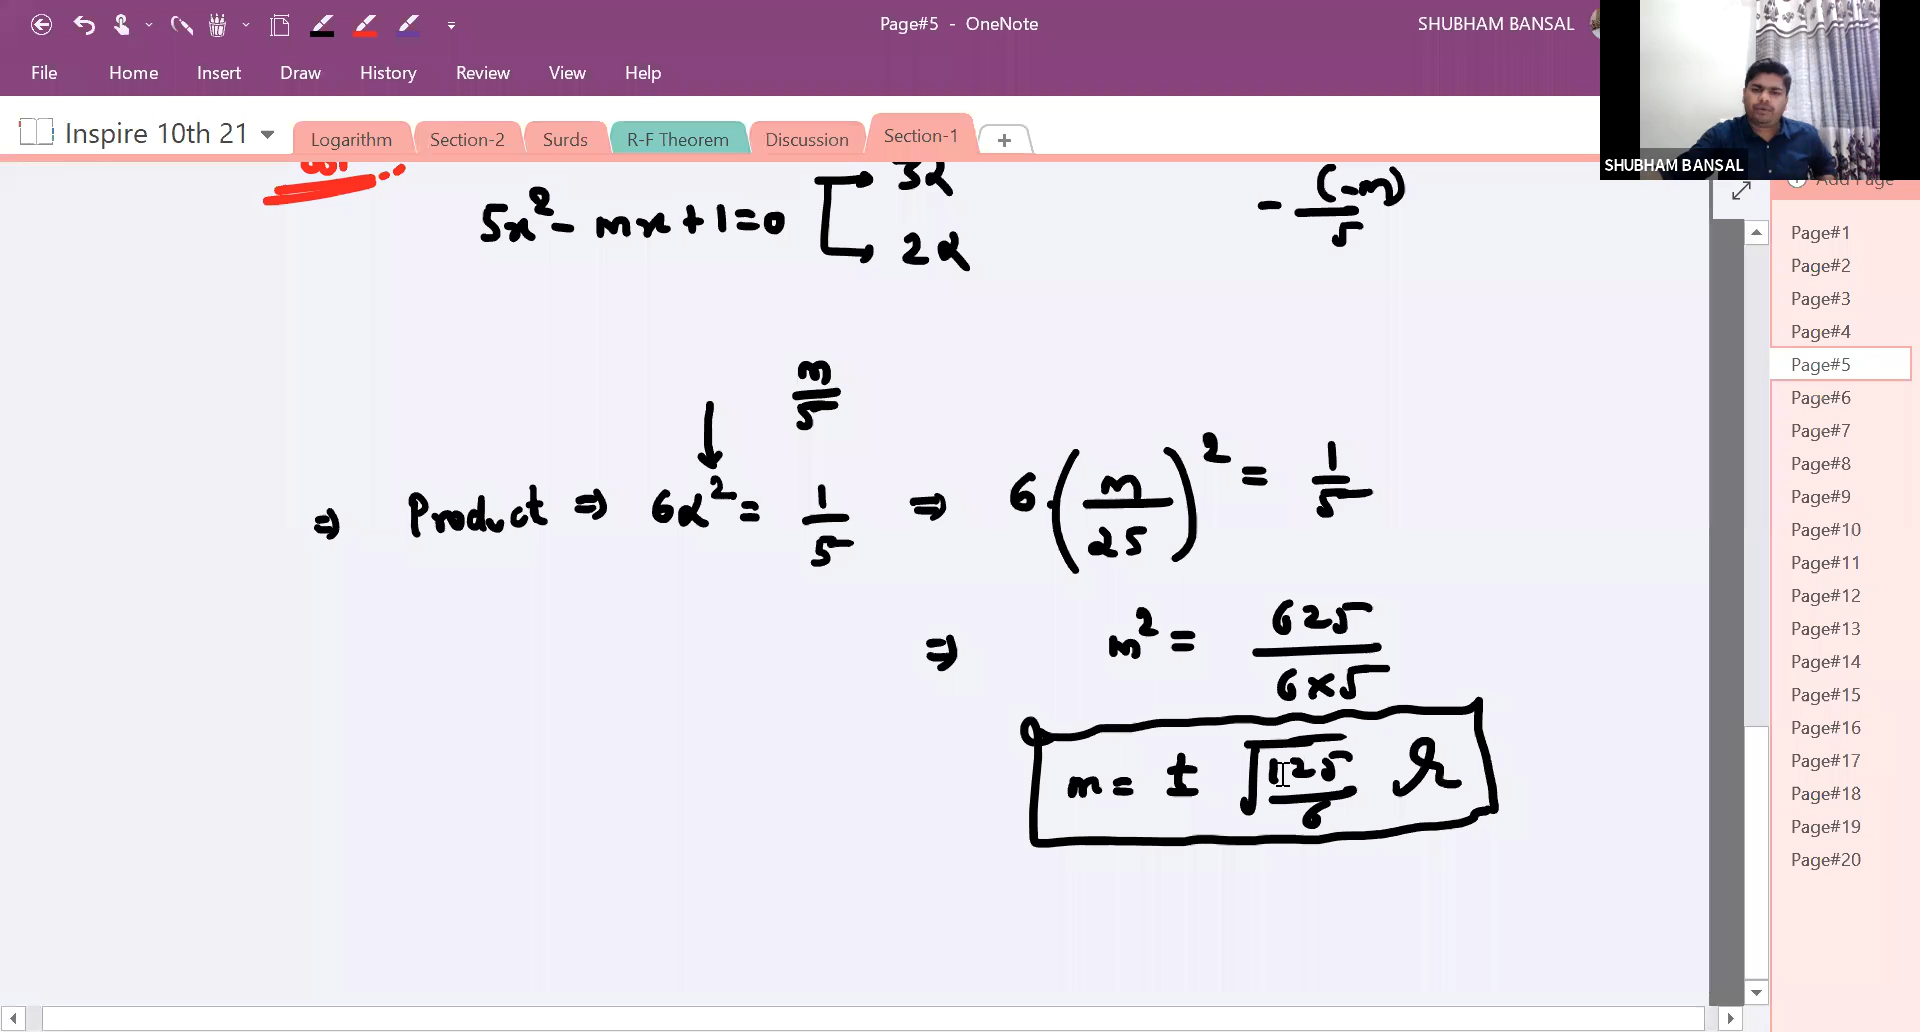 Page#5 - OneNote
SHUBHAM BANSAL
File Home Insert Draw History Review View Help
Inspire 10th 21
Logarithm Section-2 Surds R-F Theorem Discussion Section-1 +
SHUBHAM BANSAL
Add Page
5x² - mx + 1 = 0
3α
2α
- (-m)/5
m/5
⇒ Product ⇒ 6α² = 1/5 ⇒ 6(m/25)² = 1/5
⇒ m² = 625/(6×5)
m = ± √(125/6)
Page#1
Page#2
Page#3
Page#4
Page#5
Page#6
Page#7
Page#8
Page#9
Page#10
Page#11
Page#12
Page#13
Page#14
Page#15
Page#16
Page#17
Page#18
Page#19
Page#20